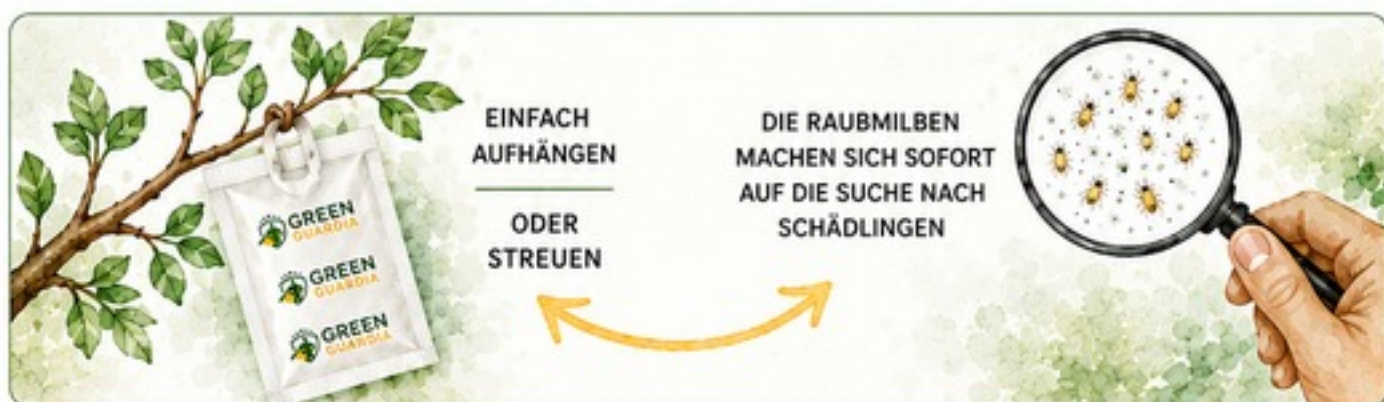 EINFACH
AUFHÄNGEN
ODER
STREUEN
DIE RAUBMILBEN
MACHEN SICH SOFORT
AUF DIE SUCHE NACH
SCHÄDLINGEN
GREEN
GUARDIA
GREEN
GUARDIA
GREEN
GUARDIA